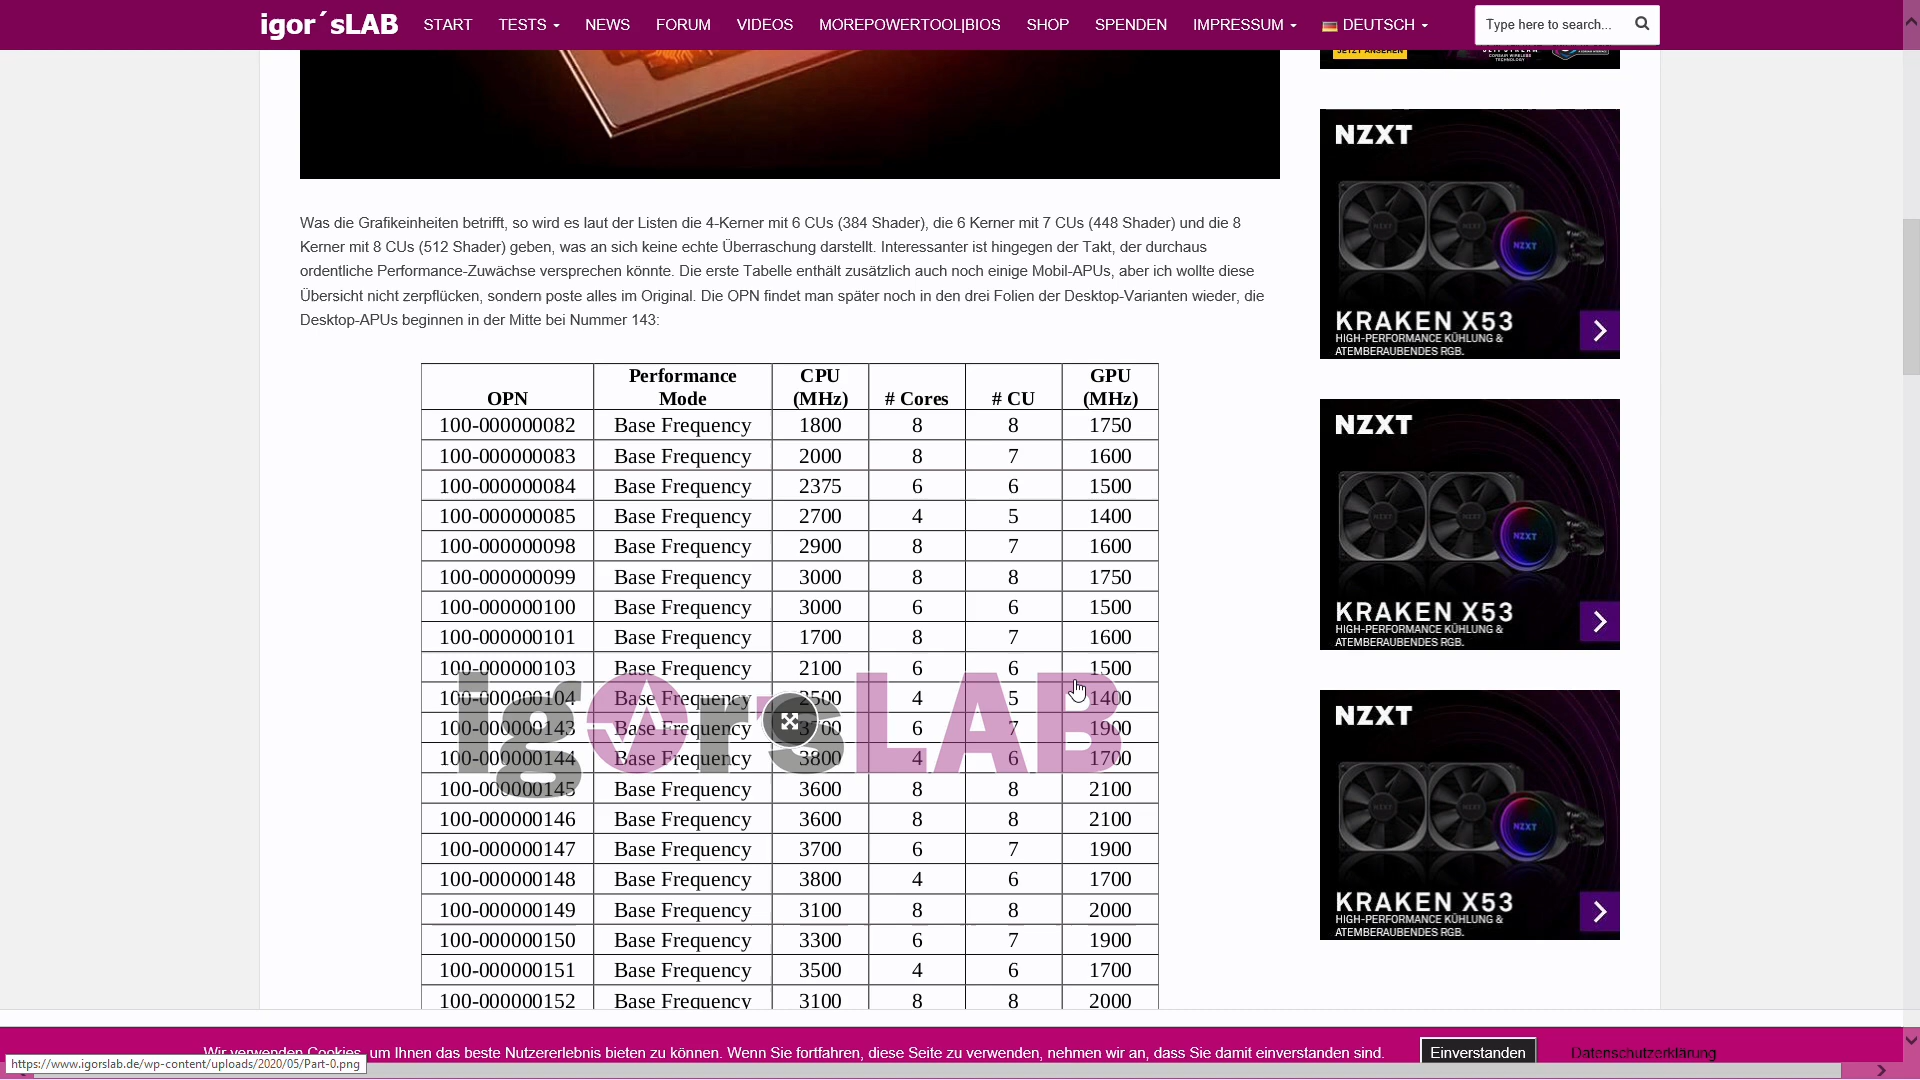 igor´sLAB START TESTS NEWS FORUM VIDEOS MOREPOWERTOOL|BIOS SHOP SPENDEN IMPRESSUM DEUTSCH Type here to search...
JETZT ANSEHEN
CORSAIR WIRELESS
TECHNOLOGY
Was die Grafikeinheiten betrifft, so wird es laut der Listen die 4-Kerner mit 6 CUs (384 Shader), die 6 Kerner mit 7 CUs (448 Shader) und die 8
Kerner mit 8 CUs (512 Shader) geben, was an sich keine echte Überraschung darstellt. Interessanter ist hingegen der Takt, der durchaus
ordentliche Performance-Zuwächse versprechen könnte. Die erste Tabelle enthält zusätzlich auch noch einige Mobil-APUs, aber ich wollte diese
Übersicht nicht zerpflücken, sondern poste alles im Original. Die OPN findet man später noch in den drei Folien der Desktop-Varianten wieder, die
Desktop-APUs beginnen in der Mitte bei Nummer 143:
OPN Performance Mode CPU (MHz) # Cores # CU GPU (MHz)
100-000000082 Base Frequency 1800 8 8 1750
100-000000083 Base Frequency 2000 8 7 1600
100-000000084 Base Frequency 2375 6 6 1500
100-000000085 Base Frequency 2700 4 5 1400
100-000000098 Base Frequency 2900 8 7 1600
100-000000099 Base Frequency 3000 8 8 1750
100-000000100 Base Frequency 3000 6 6 1500
100-000000101 Base Frequency 1700 8 7 1600
100-000000103 Base Frequency 2100 6 6 1500
100-000000104 Base Frequency 2500 4 5 1400
100-000000143 Base Frequency 3700 6 7 1900
100-000000144 Base Frequency 3800 4 6 1700
100-000000145 Base Frequency 3600 8 8 2100
100-000000146 Base Frequency 3600 8 8 2100
100-000000147 Base Frequency 3700 6 7 1900
100-000000148 Base Frequency 3800 4 6 1700
100-000000149 Base Frequency 3100 8 8 2000
100-000000150 Base Frequency 3300 6 7 1900
100-000000151 Base Frequency 3500 4 6 1700
100-000000152 Base Frequency 3100 8 8 2000
igorsLAB
NZXT
NZXT
KRAKEN X53
HIGH-PERFORMANCE KÜHLUNG &
ATEMBERAUBENDES RGB.
NZXT
NZXT
KRAKEN X53
HIGH-PERFORMANCE KÜHLUNG &
ATEMBERAUBENDES RGB.
NZXT
NZXT
KRAKEN X53
HIGH-PERFORMANCE KÜHLUNG &
ATEMBERAUBENDES RGB.
Wir verwenden Cookies, um Ihnen das beste Nutzererlebnis bieten zu können. Wenn Sie fortfahren, diese Seite zu verwenden, nehmen wir an, dass Sie damit einverstanden sind. Einverstanden Datenschutzerklärung
https://www.igorslab.de/wp-content/uploads/2020/05/Part-0.png